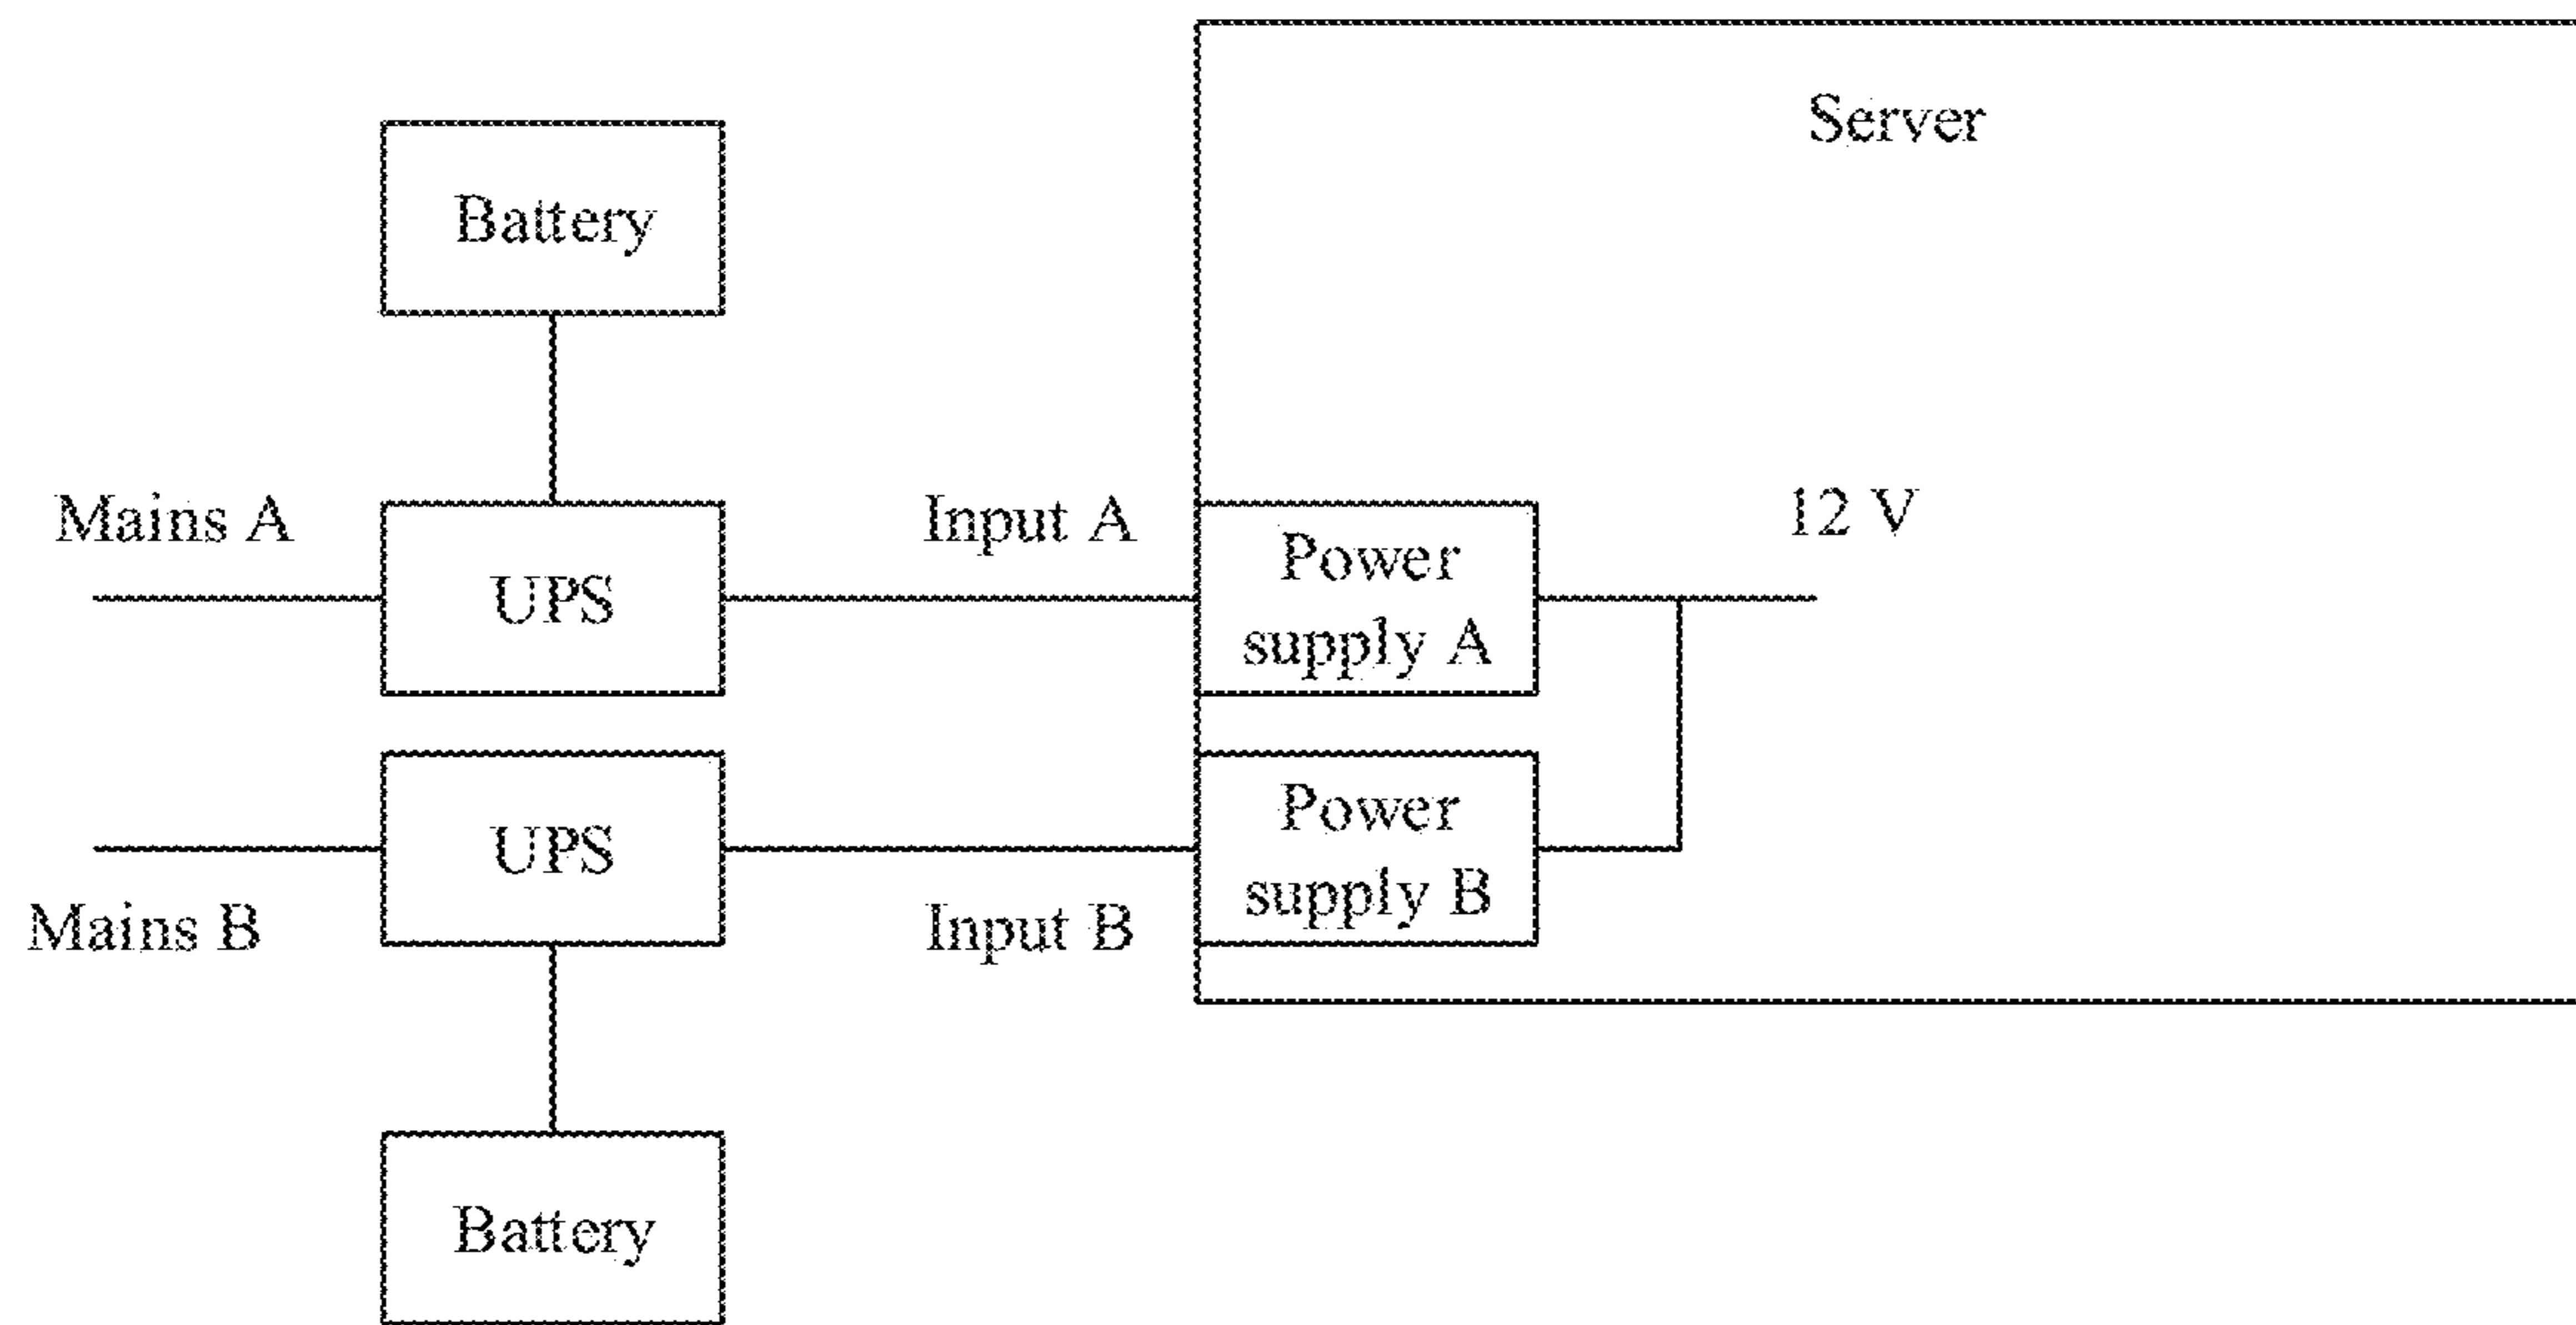 Server
Battery
Mains A
UPS
Input A
Power
supply A
12 V
Mains B
UPS
Input B
Power
supply B
Battery